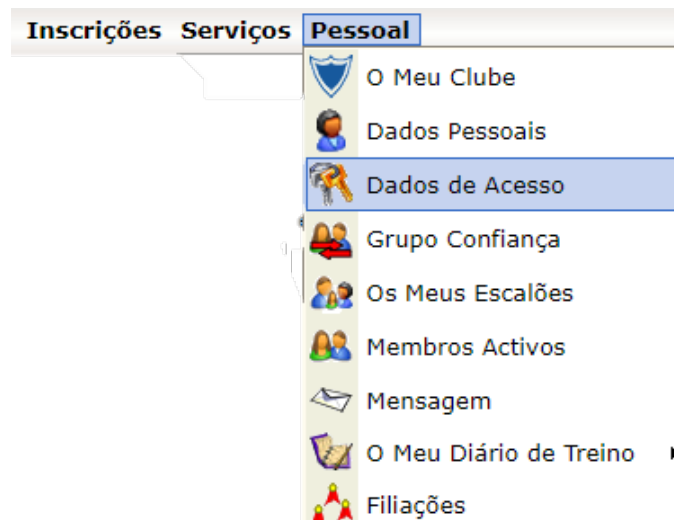 Inscrições Serviços Pessoal
O Meu Clube
Dados Pessoais
Dados de Acesso
Grupo Confiança
Os Meus Escalões
Membros Activos
Mensagem
O Meu Diário de Treino
Filiações